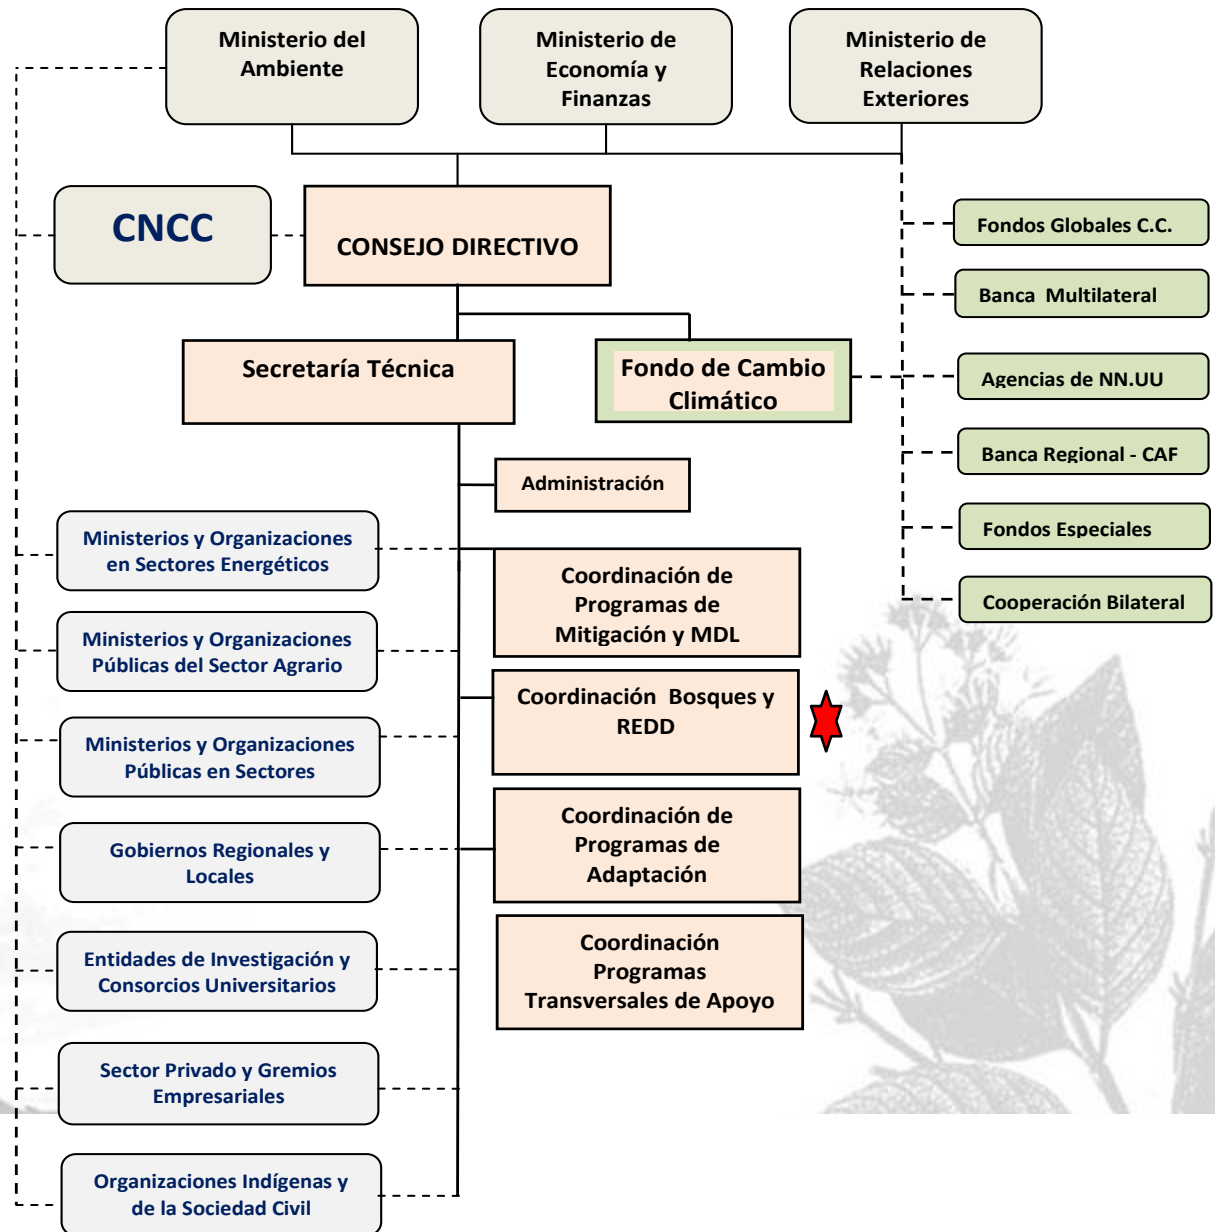 Ministerio del
Ambiente
Ministerio de
Economía y
Finanzas
Ministerio de
Relaciones
Exteriores
CNCC
CONSEJO DIRECTIVO
Fondos Globales C.C.
Banca Multilateral
Agencias de NN.UU
Banca Regional - CAF
Fondos Especiales
Cooperación Bilateral
Secretaría Técnica
Fondo de Cambio
Climático
Administración
Ministerios y Organizaciones
en Sectores Energéticos
Ministerios y Organizaciones
Públicas del Sector Agrario
Ministerios y Organizaciones
Públicas en Sectores
Gobiernos Regionales y
Locales
Entidades de Investigación y
Consorcios Universitarios
Sector Privado y Gremios
Empresariales
Organizaciones Indígenas y
de la Sociedad Civil
Coordinación de
Programas de
Mitigación y MDL
Coordinación Bosques y
REDD
Coordinación de
Programas de
Adaptación
Coordinación
Programas
Transversales de Apoyo